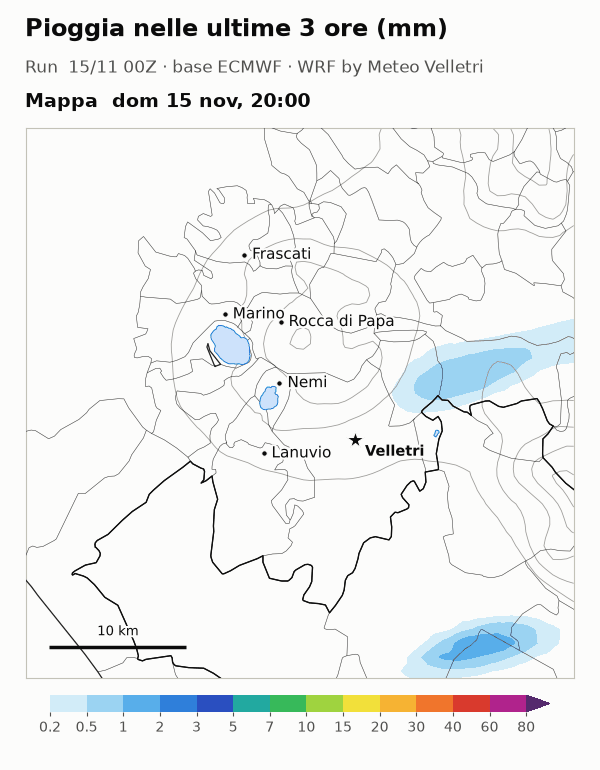 Pioggia nelle ultime 3 ore (mm)
Run  15/11 00Z · base ECMWF · WRF by Meteo Velletri
Mappa  dom 15 nov, 20:00
Frascati
Marino
Rocca di Papa
Nemi
Velletri
Lanuvio
10 km
0.2 0.5 1 2 3 5 7 10 15 20 30 40 60 80